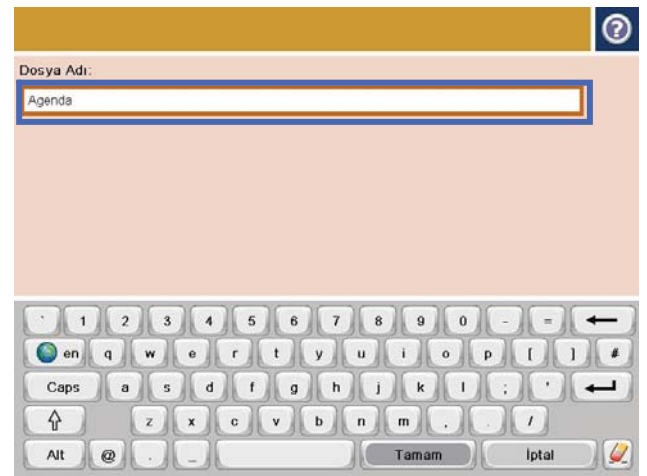 ?
Dosya Adı:
Agenda
` 1 2 3 4 5 6 7 8 9 0 - =
en q w e r t y u i o p [ ] #
Caps a s d f g h j k l ; '
z x c v b n m , . /
Alt @ . _ Tamam İptal